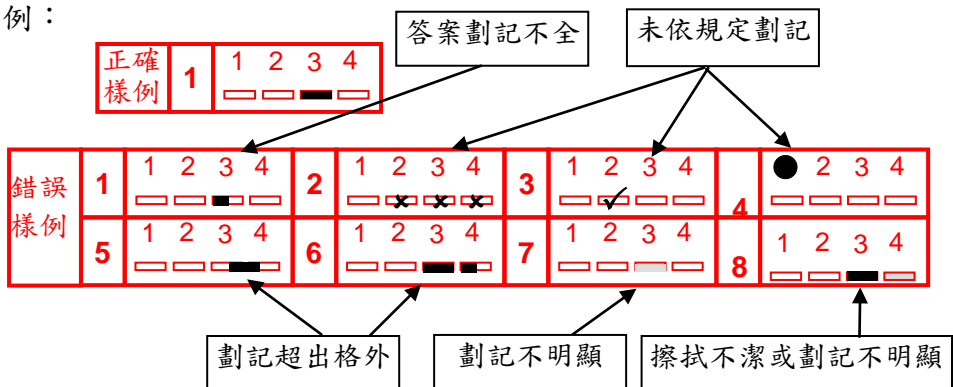 例：
答案劃記不全
未依規定劃記
正確樣例 1 1 2 3 4
錯誤樣例
1 1 2 3 4
2 1 2 3 4
3 1 2 3 4
4 2 3 4
5 1 2 3 4
6 1 2 3 4
7 1 2 3 4
8 1 2 3 4
劃記超出格外
劃記不明顯
擦拭不潔或劃記不明顯